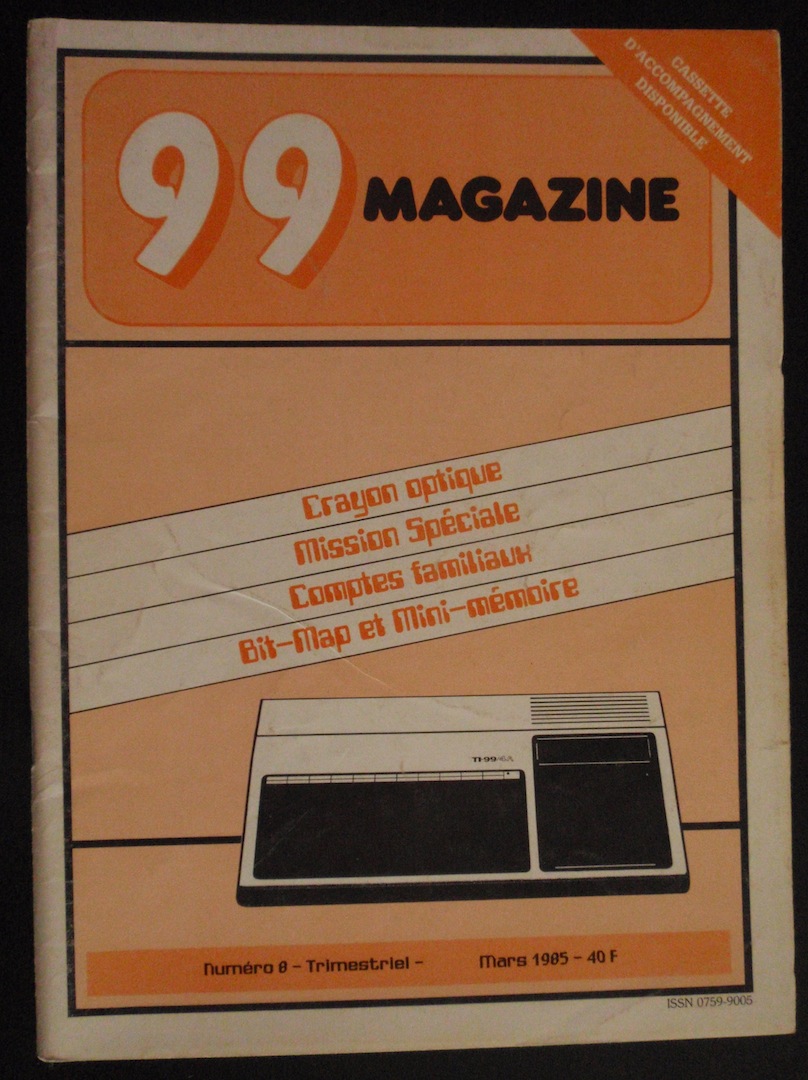 CASSETTE
D'ACCOMPAGNEMENT
DISPONIBLE
99 MAGAZINE
Crayon optique
Mission Spéciale
Comptes familiaux
Bit-Map et Mini-mémoire
TI-99/4A
Numéro 8 - Trimestriel - Mars 1985 - 40 F
ISSN 0759-9005